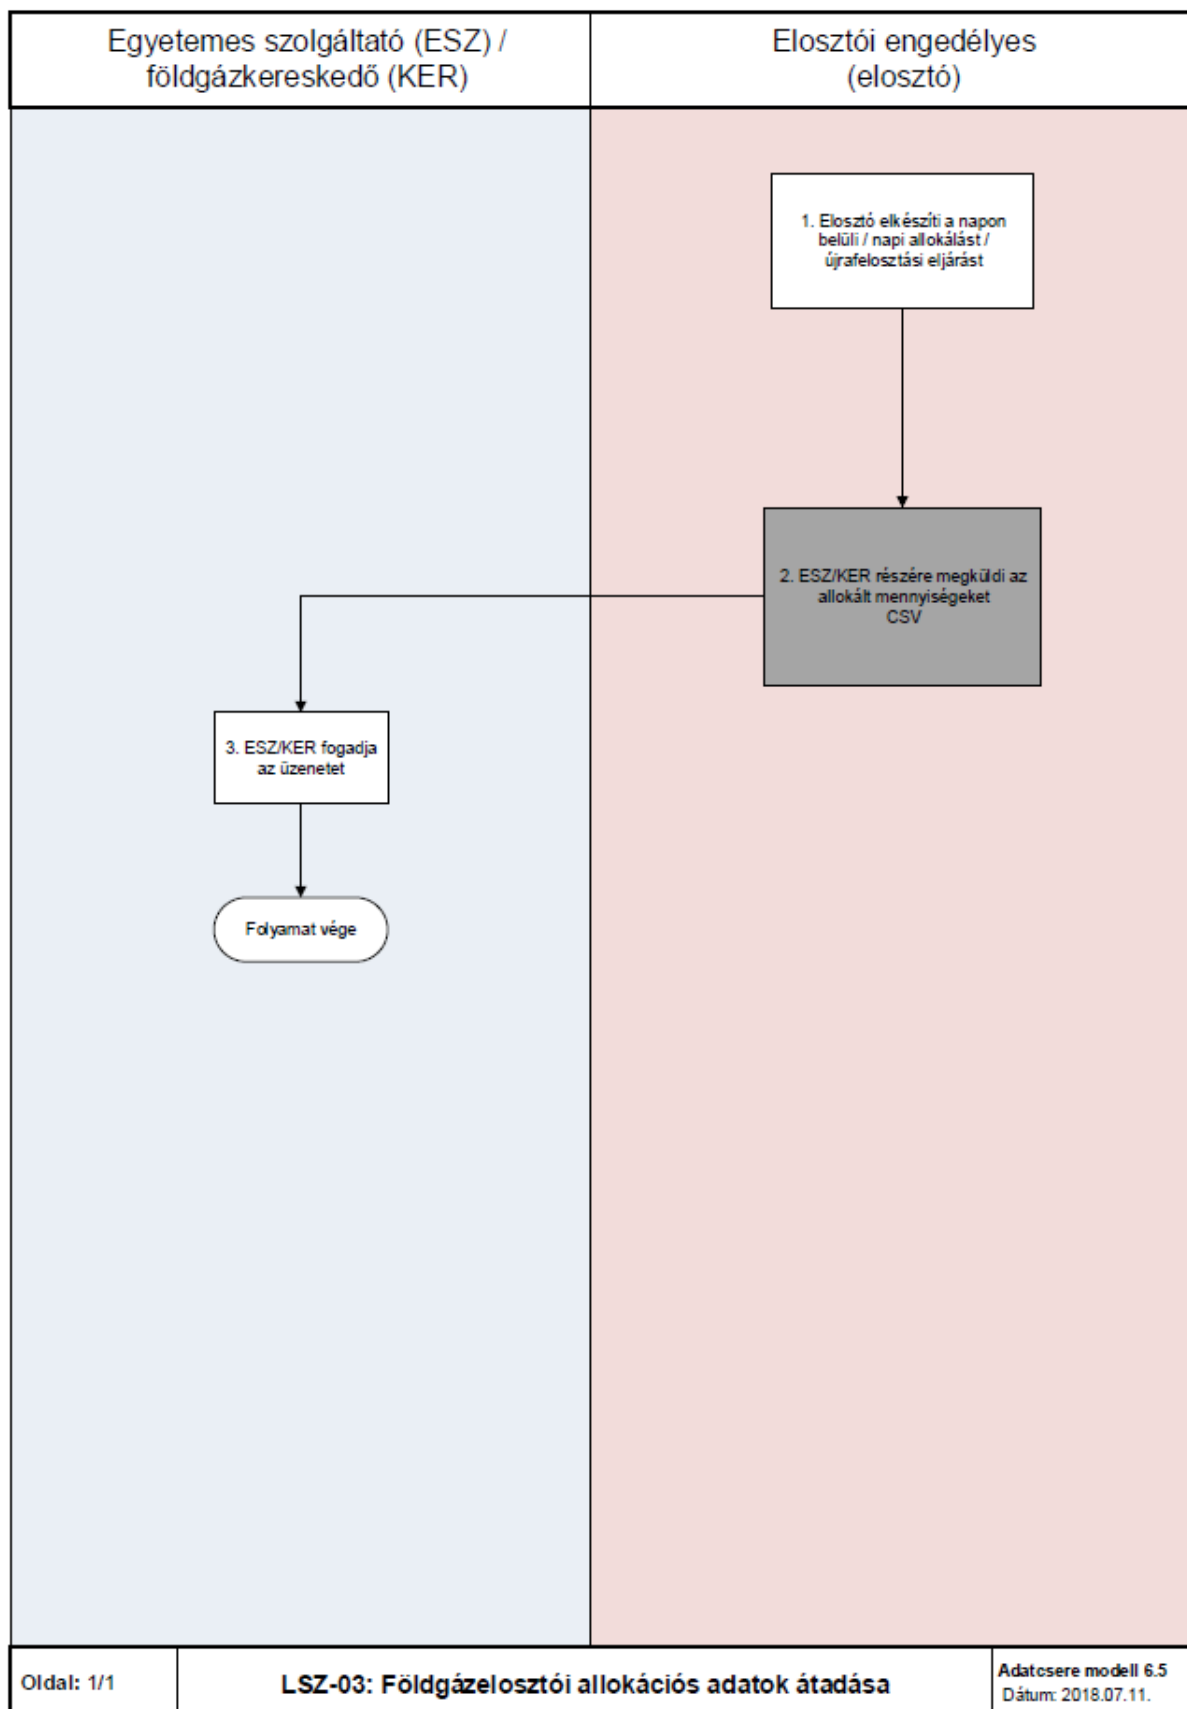 Egyetemes szolgáltató (ESZ) /
földgázkereskedő (KER)
Elosztói engedélyes
(elosztó)
1. Elosztó elkészíti a napon
belüli / napi allokálást /
újrafelosztási eljárást
2. ESZ/KER részére megküldi az
allokált mennyiségeket
CSV
3. ESZ/KER fogadja
az üzenetet
Folyamat vége
Oldal: 1/1
LSZ-03: Földgázelosztói allokációs adatok átadása
Adatcsere modell 6.5
Dátum: 2018.07.11.